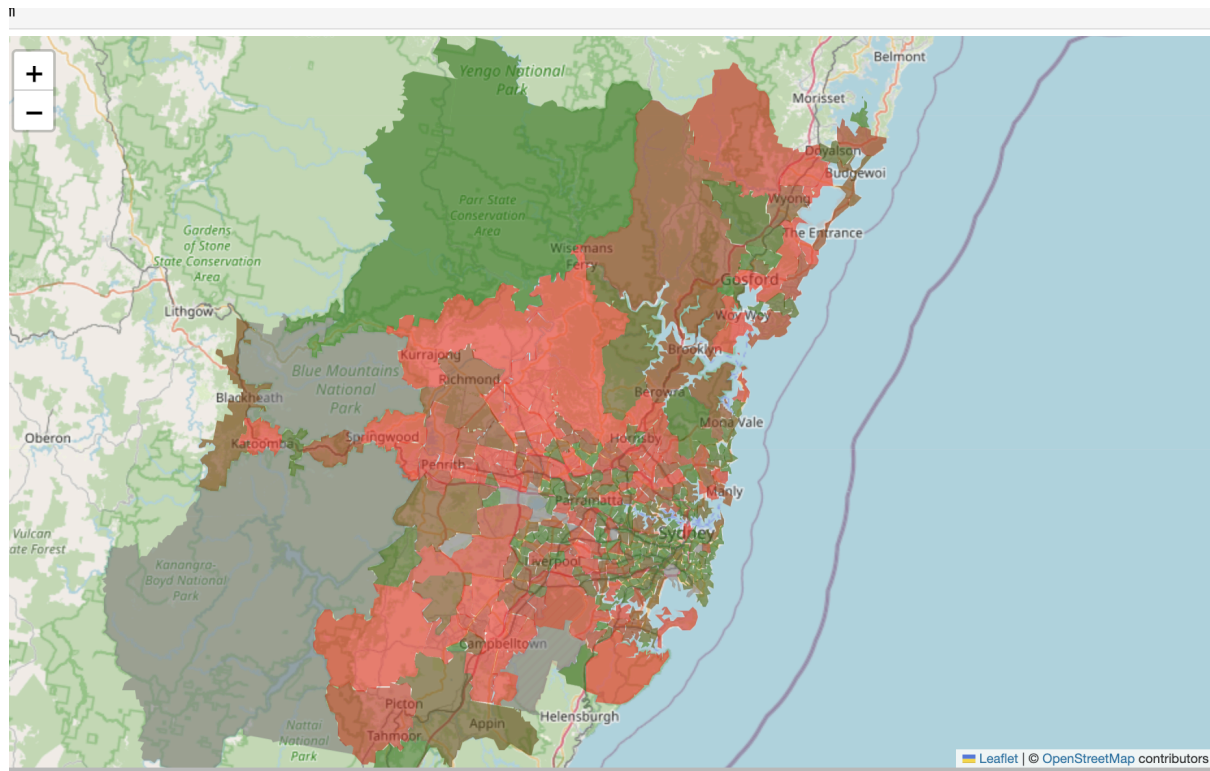 +
−
Belmont
Yengo National
Park
Morisset
Doyalson
Budgewoi
Parr State
Conservation
Area
Wyong
Gardens
of Stone
State Conservation
Area
The Entrance
Wisemans
Ferry
Gosford
Lithgow
Woy Woy
Kurrajong
Brooklyn
Blue Mountains
National
Park
Richmond
Blackheath
Berowra
Mona Vale
Oberon
Katoomba
Springwood
Hornsby
Penrith
Manly
Parramatta
Vulcan
ate Forest
Sydney
Kanangra-
Boyd National
Park
Liverpool
Campbelltown
Picton
Appin
Helensburgh
Nattai
National
Park
Tahmoor
Leaflet | © OpenStreetMap contributors